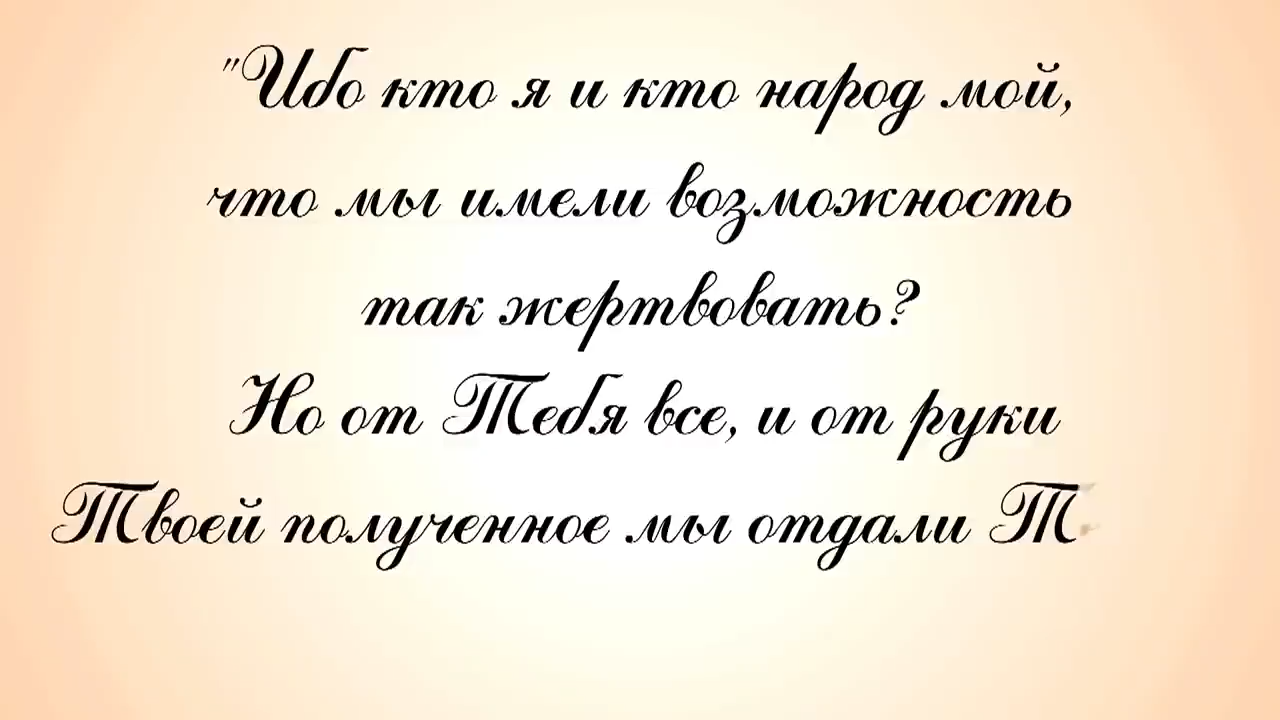 "Ибо кто я и кто народ мой,
что мы имели возможность
так жертвовать?
Но от Тебя все, и от руки
Твоей полученное мы отдали Т